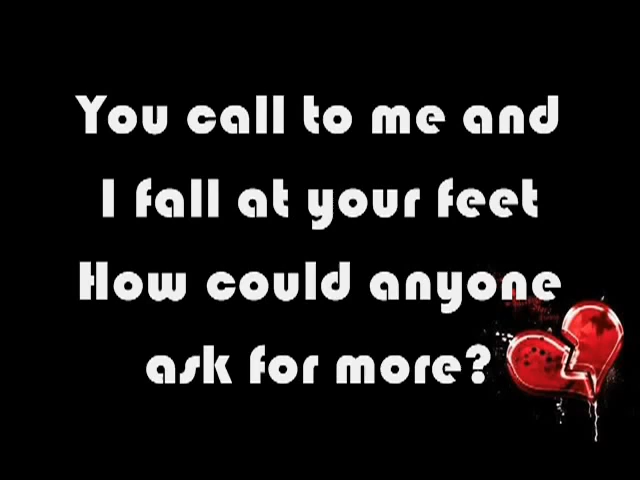 You call to me and
I fall at your feet
How could anyone
ask for more?